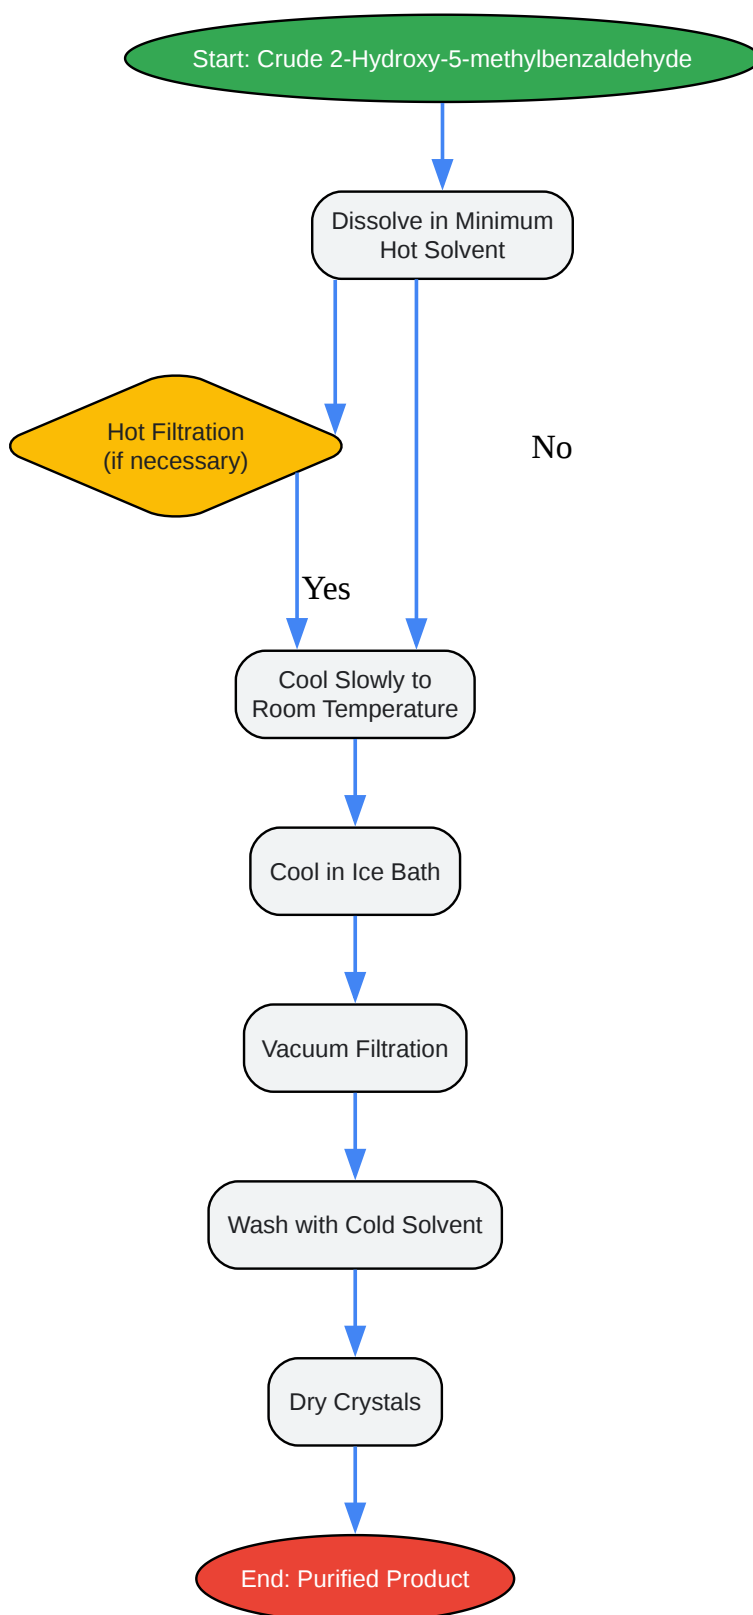 Start: Crude 2-Hydroxy-5-methylbenzaldehyde
Dissolve in Minimum
Hot Solvent
Hot Filtration
(if necessary)
No
Yes
Cool Slowly to
Room Temperature
Cool in Ice Bath
Vacuum Filtration
Wash with Cold Solvent
Dry Crystals
End: Purified Product